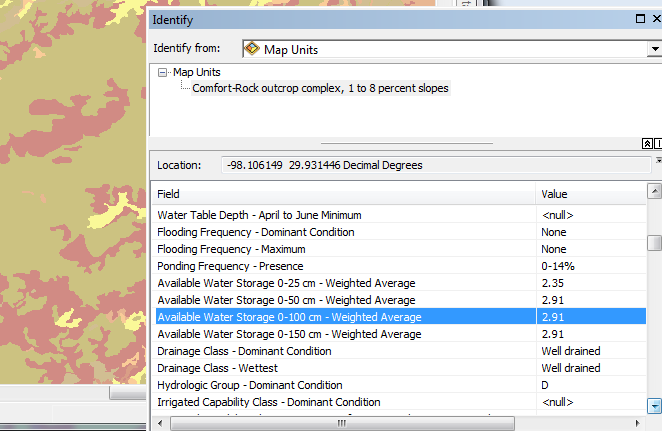 Identify
Identify from: Map Units
Map Units
Comfort-Rock outcrop complex, 1 to 8 percent slopes
Location: -98.106149 29.931446 Decimal Degrees
Field Value
Water Table Depth - April to June Minimum <null>
Flooding Frequency - Dominant Condition None
Flooding Frequency - Maximum None
Ponding Frequency - Presence 0-14%
Available Water Storage 0-25 cm - Weighted Average 2.35
Available Water Storage 0-50 cm - Weighted Average 2.91
Available Water Storage 0-100 cm - Weighted Average 2.91
Available Water Storage 0-150 cm - Weighted Average 2.91
Drainage Class - Dominant Condition Well drained
Drainage Class - Wettest Well drained
Hydrologic Group - Dominant Condition D
Irrigated Capability Class - Dominant Condition <null>